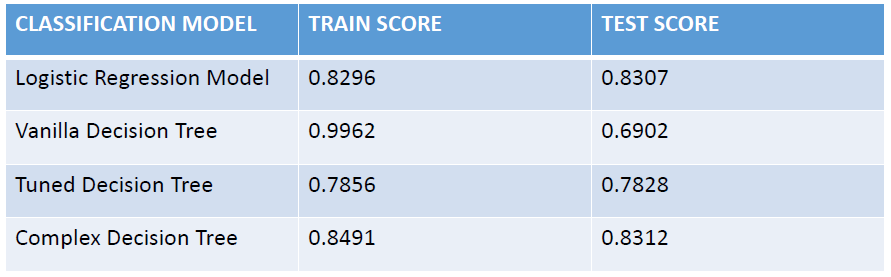 CLASSIFICATION MODEL TRAIN SCORE TEST SCORE
Logistic Regression Model 0.8296 0.8307
Vanilla Decision Tree 0.9962 0.6902
Tuned Decision Tree 0.7856 0.7828
Complex Decision Tree 0.8491 0.8312